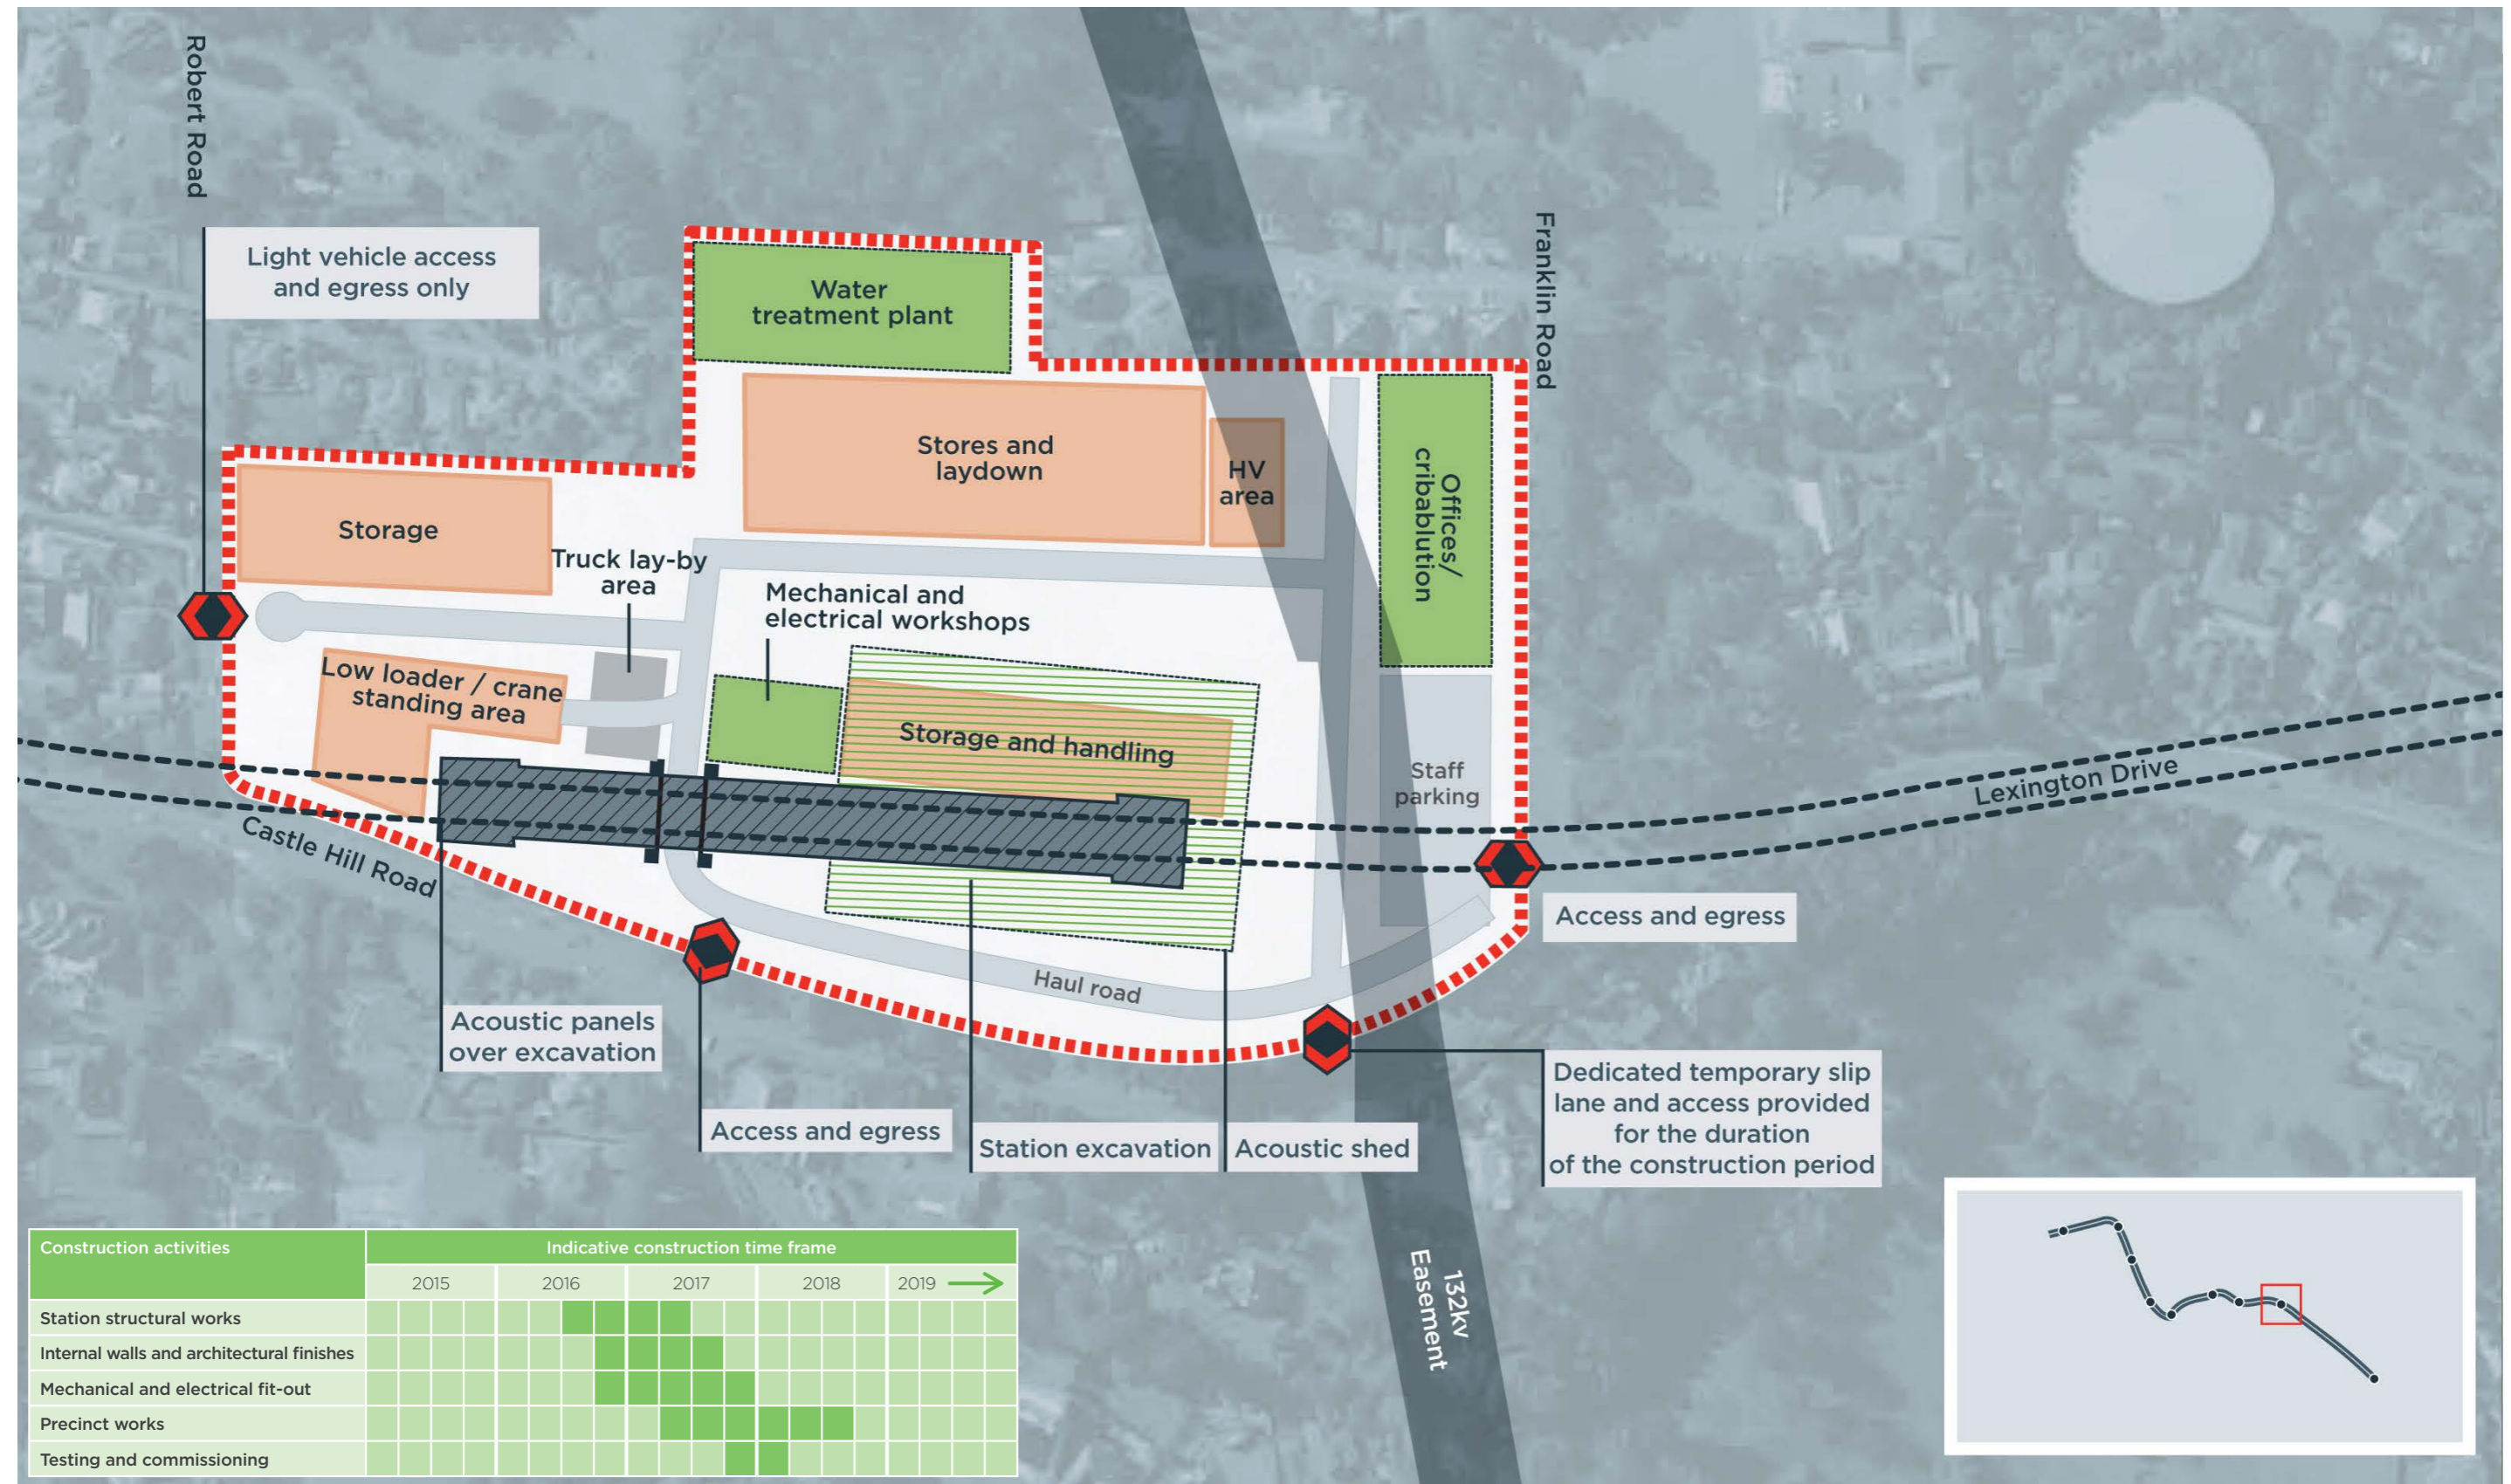 Robert Road
Light vehicle access
and egress only
Water
treatment plant
Franklin Road
Stores and
laydown
HV
area
Offices/
cribablution
Storage
Truck lay-by
area
Mechanical and
electrical workshops
Low loader / crane
standing area
Storage and handling
Staff
parking
Lexington Drive
Castle Hill Road
Access and egress
Haul road
Acoustic panels
over excavation
Access and egress
Station excavation
Acoustic shed
Dedicated temporary slip
lane and access provided
for the duration
of the construction period
132kv
Easement
Construction activities
Indicative construction time frame
2015 2016 2017 2018 2019
Station structural works
Internal walls and architectural finishes
Mechanical and electrical fit-out
Precinct works
Testing and commissioning